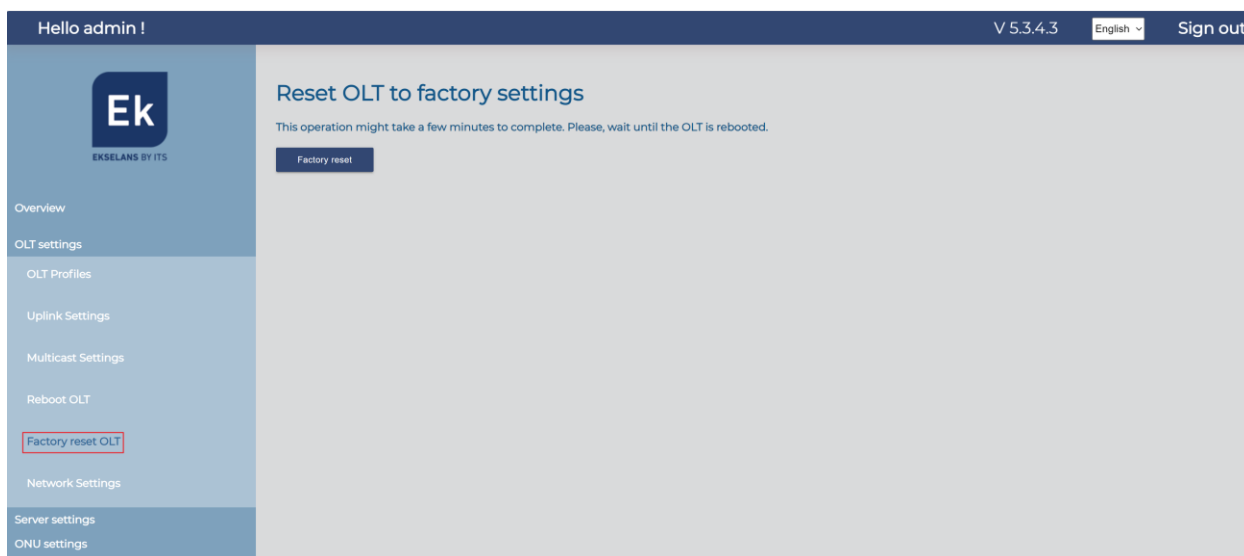 Hello admin !
V 5.3.4.3
English
Sign out
Ek
EKSELANS BY ITS
Overview
OLT settings
OLT Profiles
Uplink Settings
Multicast Settings
Reboot OLT
Factory reset OLT
Network Settings
Server settings
ONU settings
Reset OLT to factory settings
This operation might take a few minutes to complete. Please, wait until the OLT is rebooted.
Factory reset